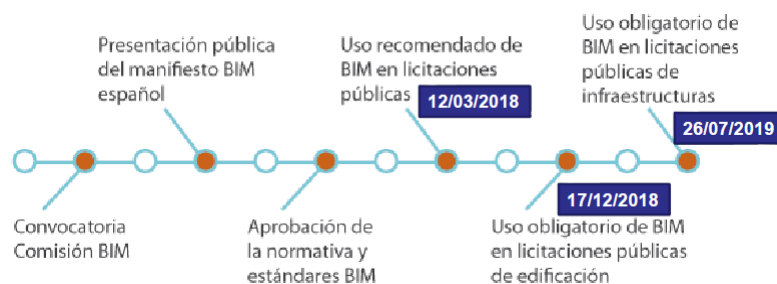 Presentación pública
del manifiesto BIM
español
Uso recomendado de
BIM en licitaciones
públicas
12/03/2018
Uso obligatorio de
BIM en licitaciones
públicas de
infraestructuras
26/07/2019
Convocatoria
Comisión BIM
Aprobación de
la normativa y
estándares BIM
17/12/2018
Uso obligatorio de BIM
en licitaciones públicas
de edificación